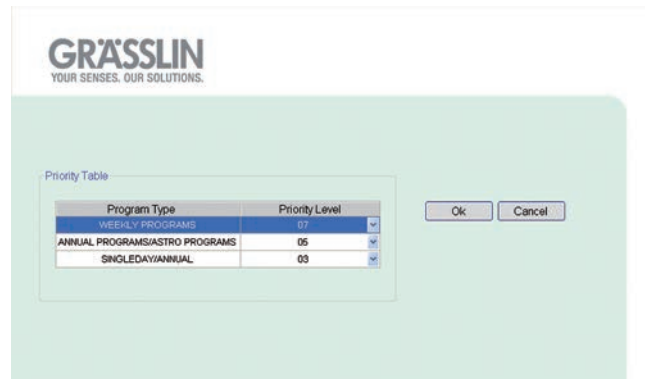 GRÄSSLIN
YOUR SENSES. OUR SOLUTIONS.
Priority Table
Program Type Priority Level
WEEKLY PROGRAMS 07
ANNUAL PROGRAMS/ASTRO PROGRAMS 05
SINGLEDAY/ANNUAL 03
Ok Cancel